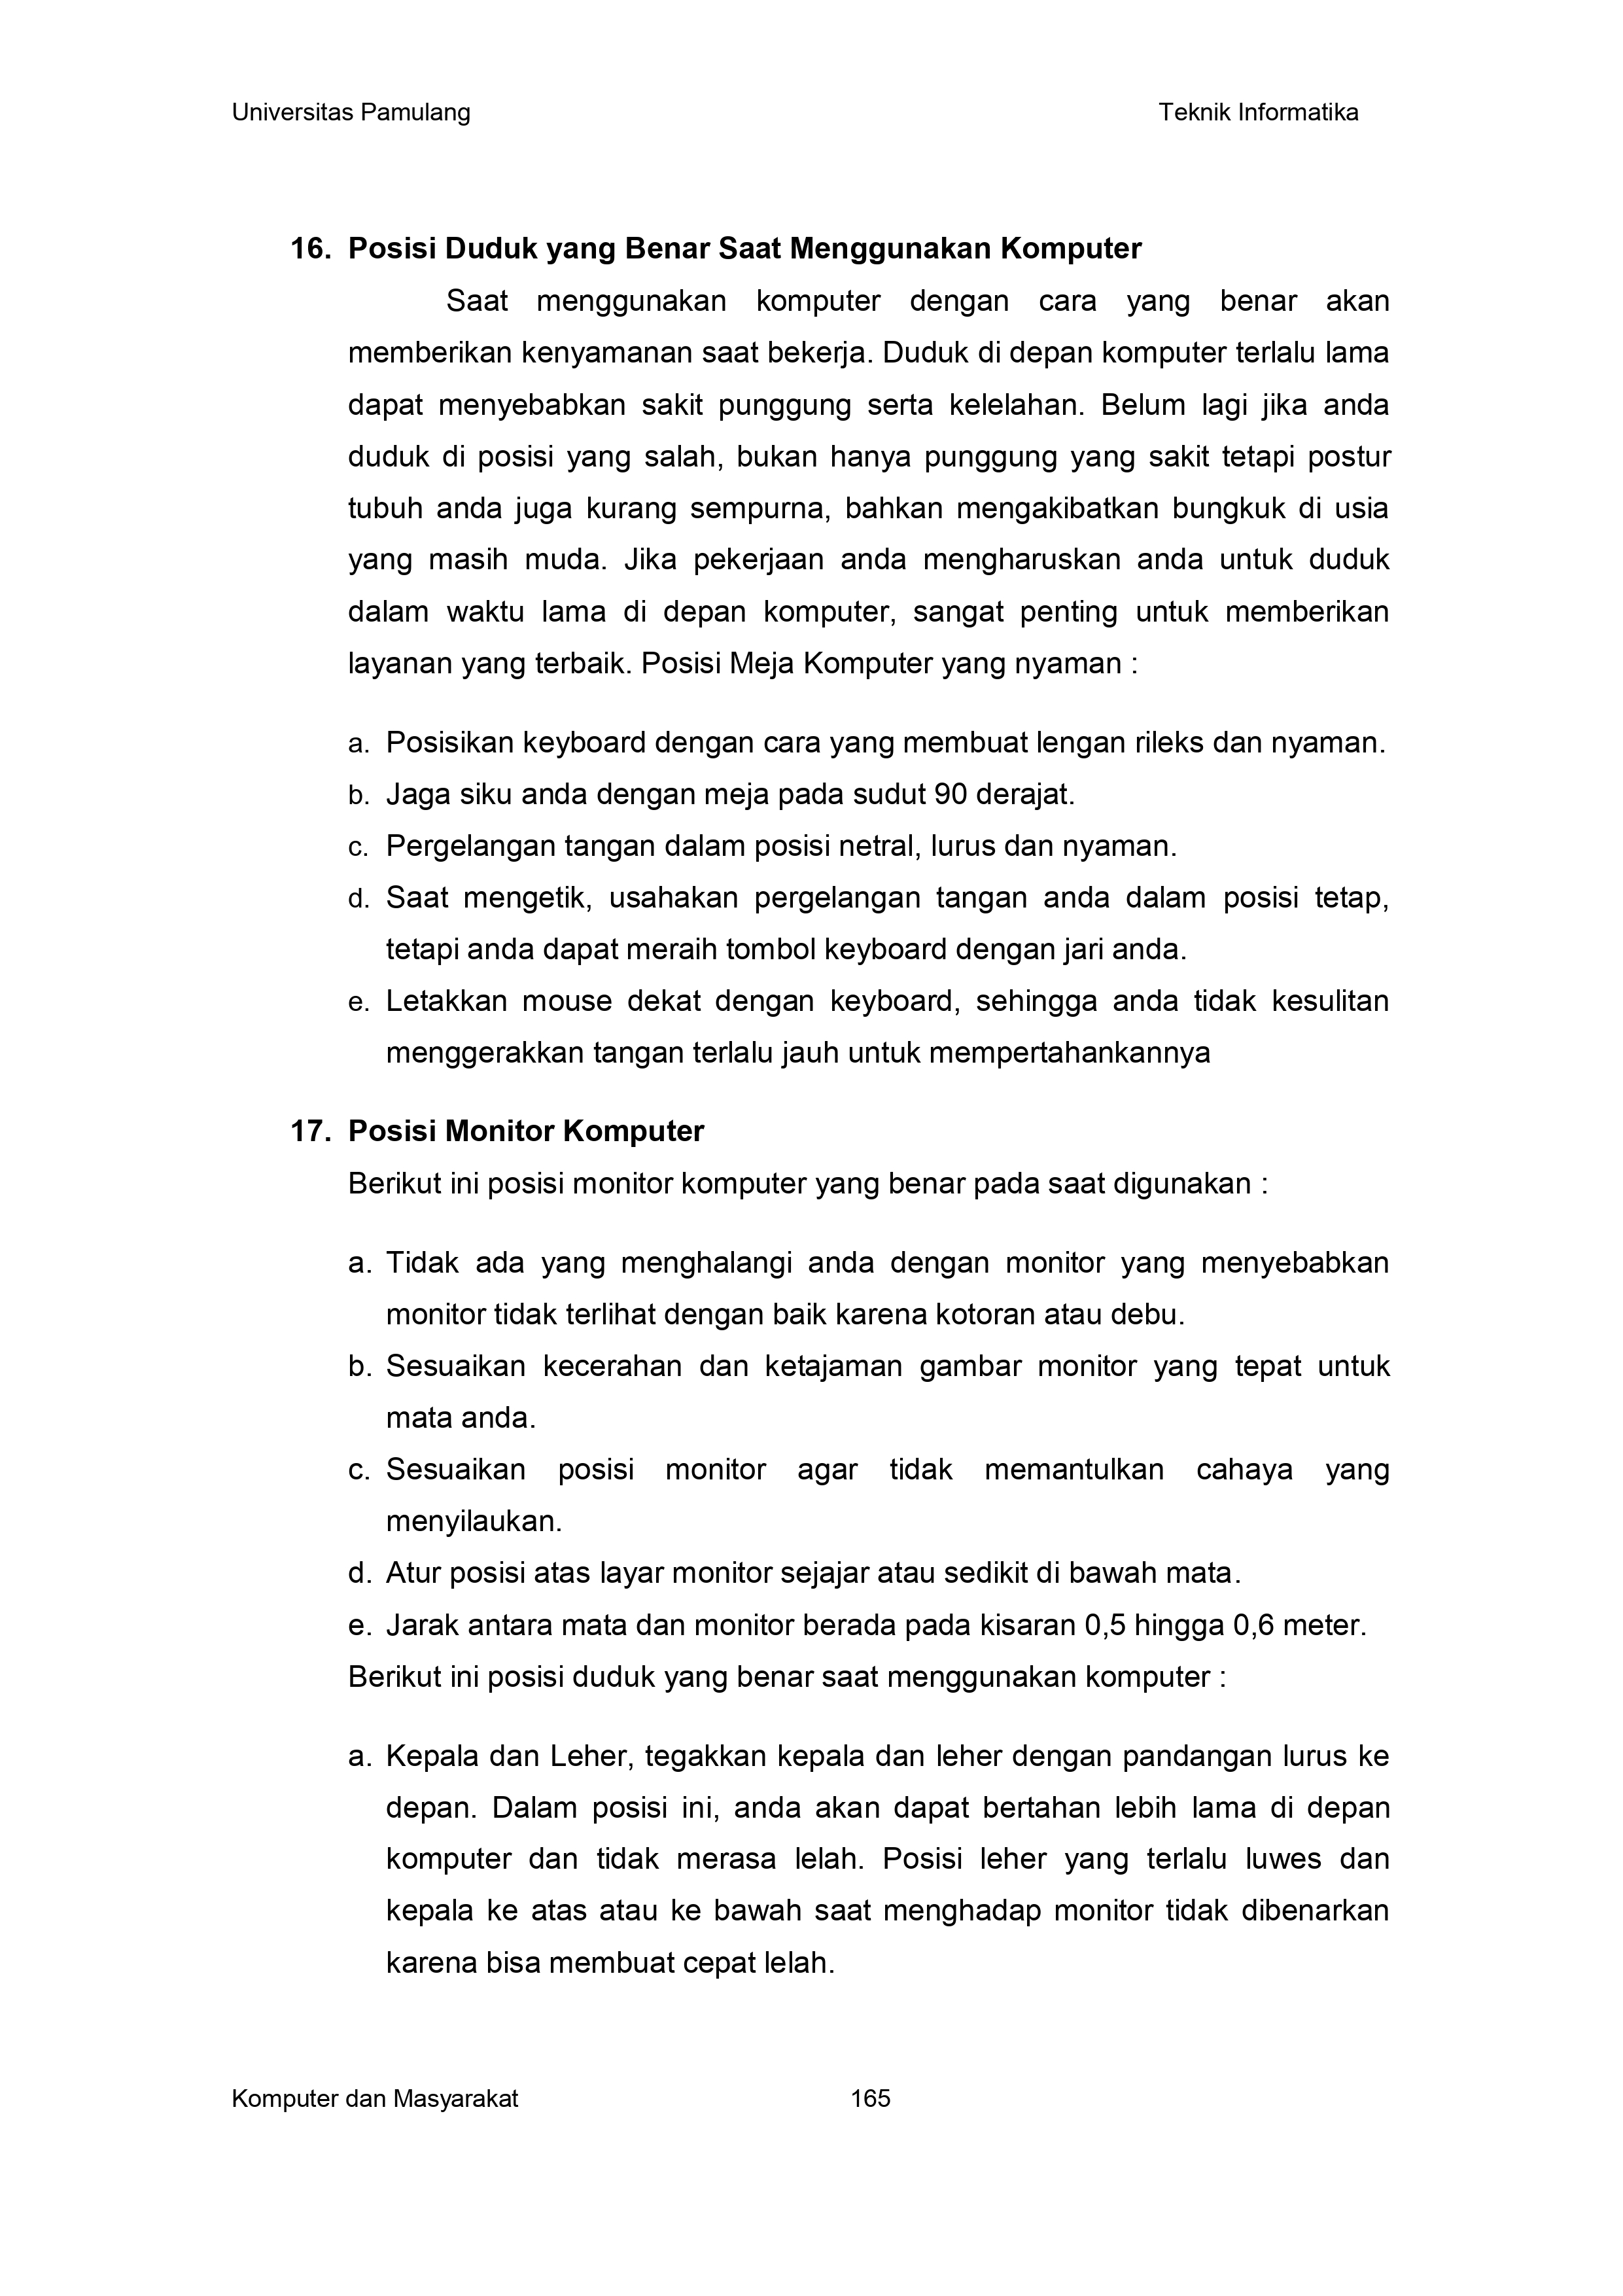 Universitas Pamulang Teknik Informatika
16. Posisi Duduk yang Benar Saat Menggunakan Komputer
Saat menggunakan komputer dengan cara yang benar akan
memberikan kenyamanan saat bekerja. Duduk di depan komputer terlalu lama
dapat menyebabkan sakit punggung serta kelelahan. Belum lagi jika anda
duduk di posisi yang salah, bukan hanya punggung yang sakit tetapi postur
tubuh anda juga kurang sempurna, bahkan mengakibatkan bungkuk di usia
yang masih muda. Jika pekerjaan anda mengharuskan anda untuk duduk
dalam waktu lama di depan komputer, sangat penting untuk memberikan
layanan yang terbaik. Posisi Meja Komputer yang nyaman :
a. Posisikan keyboard dengan cara yang membuat lengan rileks dan nyaman.
b. Jaga siku anda dengan meja pada sudut 90 derajat.
c. Pergelangan tangan dalam posisi netral, lurus dan nyaman.
d. Saat mengetik, usahakan pergelangan tangan anda dalam posisi tetap,
tetapi anda dapat meraih tombol keyboard dengan jari anda.
e. Letakkan mouse dekat dengan keyboard, sehingga anda tidak kesulitan
menggerakkan tangan terlalu jauh untuk mempertahankannya
17. Posisi Monitor Komputer
Berikut ini posisi monitor komputer yang benar pada saat digunakan :
a. Tidak ada yang menghalangi anda dengan monitor yang menyebabkan
monitor tidak terlihat dengan baik karena kotoran atau debu.
b. Sesuaikan kecerahan dan ketajaman gambar monitor yang tepat untuk
mata anda.
c. Sesuaikan posisi monitor agar tidak memantulkan cahaya yang
menyilaukan.
d. Atur posisi atas layar monitor sejajar atau sedikit di bawah mata.
e. Jarak antara mata dan monitor berada pada kisaran 0,5 hingga 0,6 meter.
Berikut ini posisi duduk yang benar saat menggunakan komputer :
a. Kepala dan Leher, tegakkan kepala dan leher dengan pandangan lurus ke
depan. Dalam posisi ini, anda akan dapat bertahan lebih lama di depan
komputer dan tidak merasa lelah. Posisi leher yang terlalu luwes dan
kepala ke atas atau ke bawah saat menghadap monitor tidak dibenarkan
karena bisa membuat cepat lelah.
Komputer dan Masyarakat 165